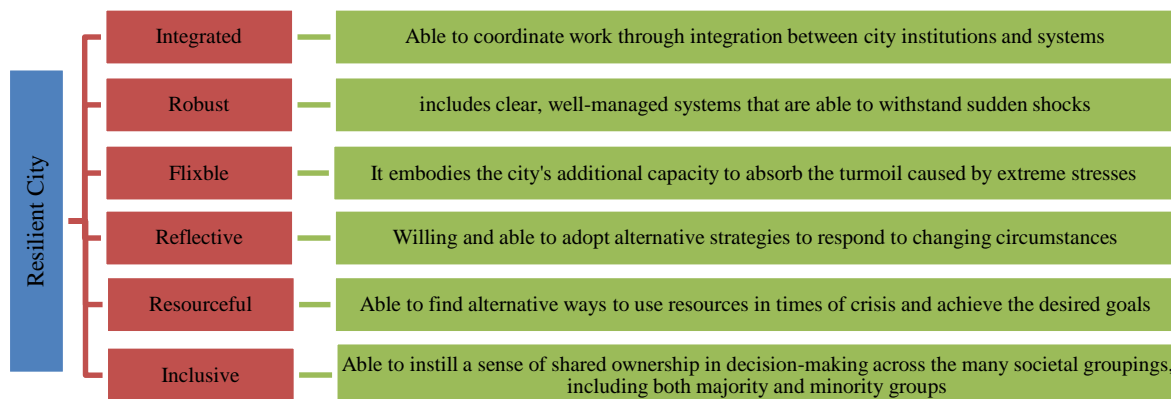 Resilient City
Integrated
Able to coordinate work through integration between city institutions and systems
Robust
includes clear, well-managed systems that are able to withstand sudden shocks
Flixble
It embodies the city's additional capacity to absorb the turmoil caused by extreme stresses
Reflective
Willing and able to adopt alternative strategies to respond to changing circumstances
Resourceful
Able to find alternative ways to use resources in times of crisis and achieve the desired goals
Inclusive
Able to instill a sense of shared ownership in decision-making across the many societal groupings,
including both majority and minority groups